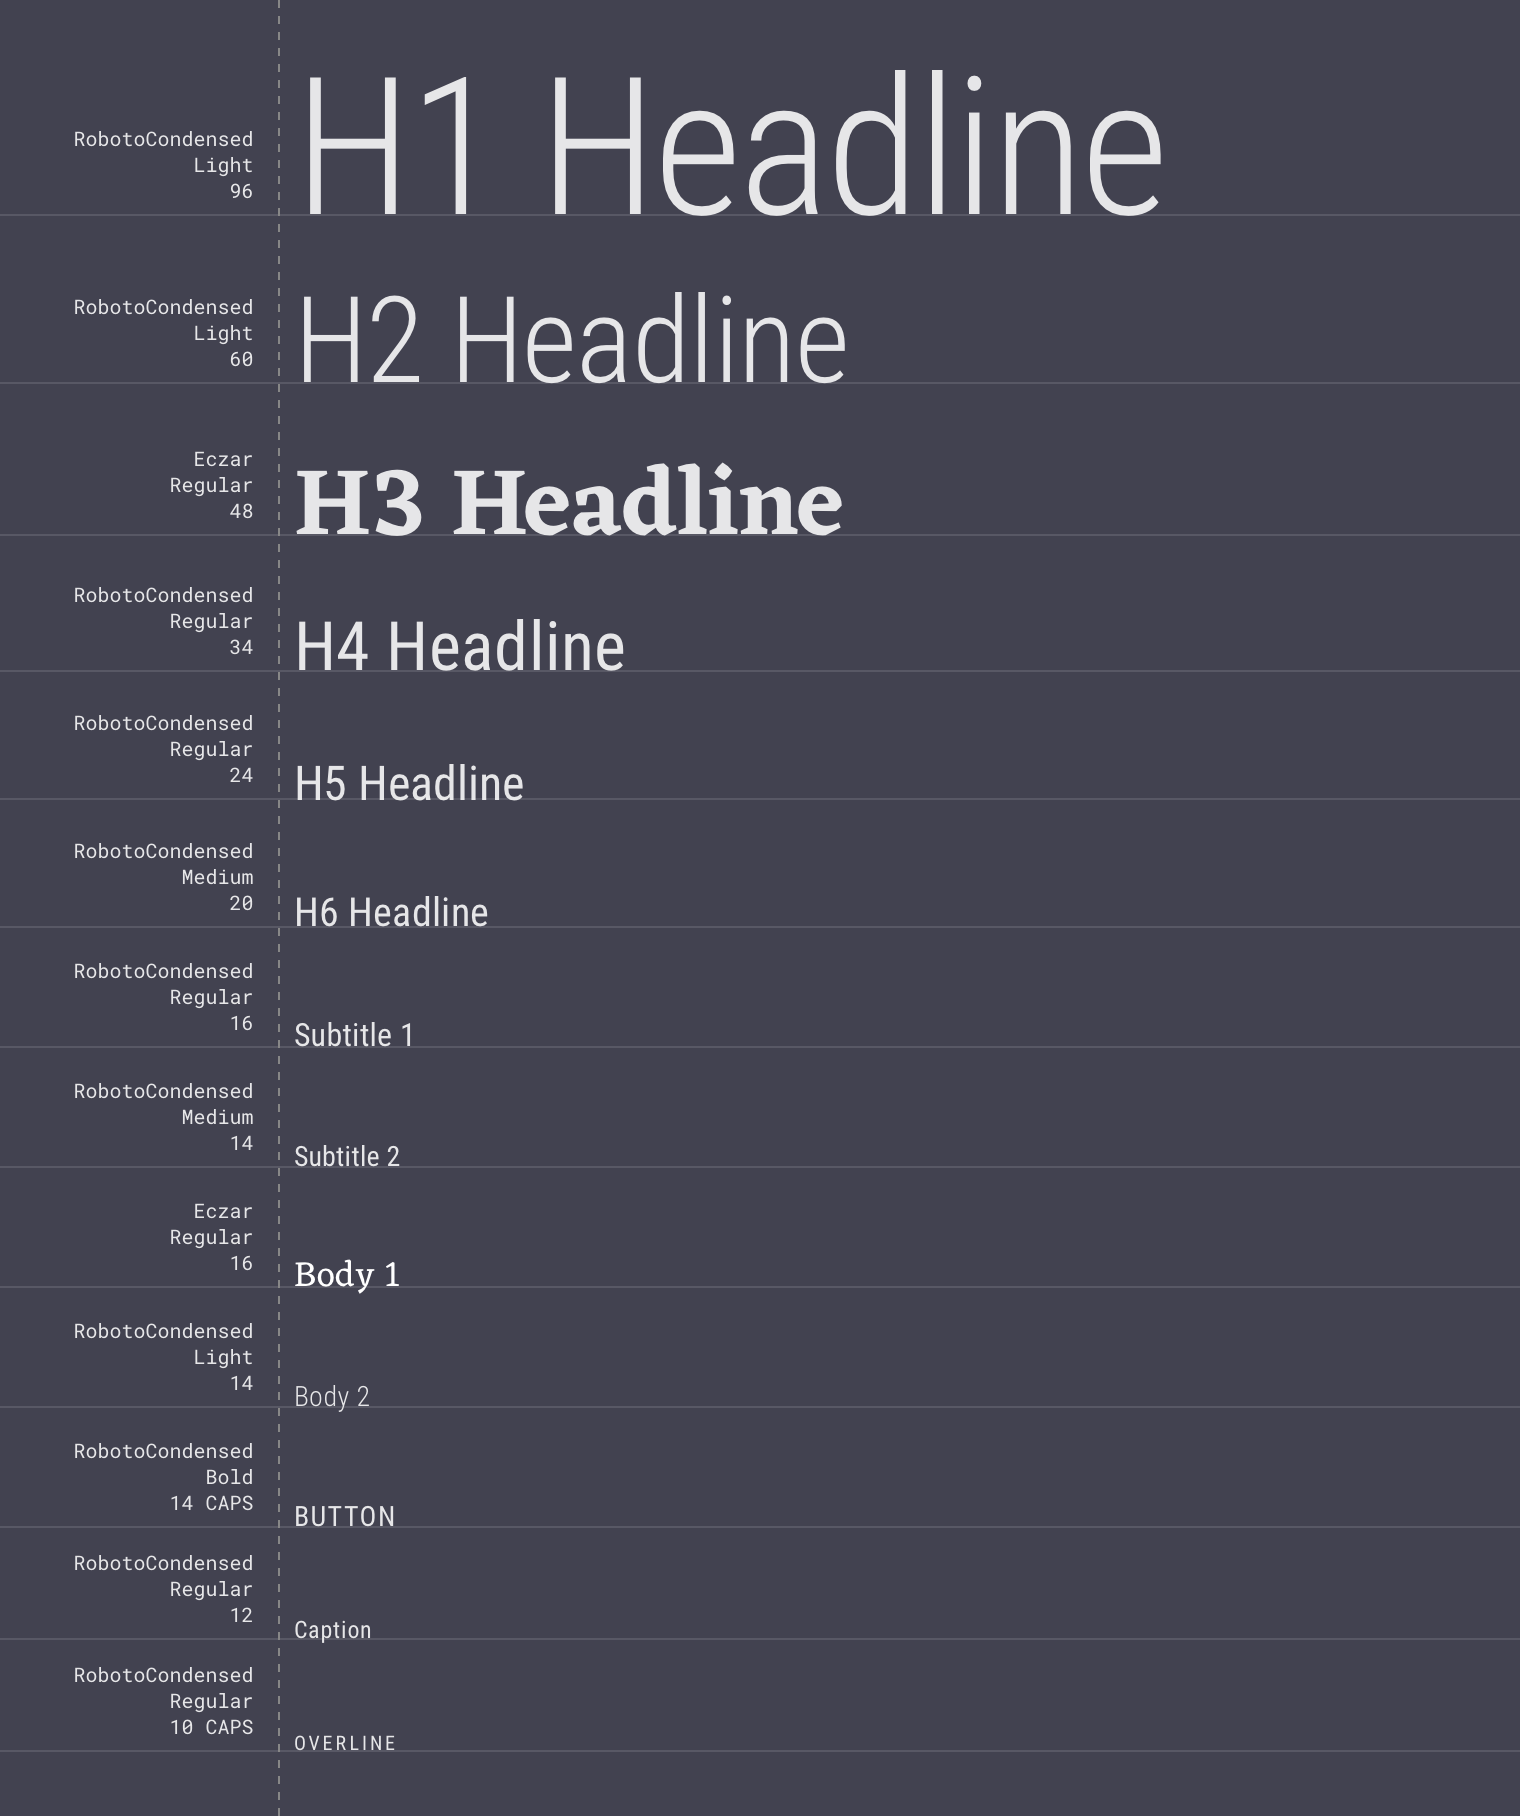 RobotoCondensed
Light
96
H1 Headline
RobotoCondensed
Light
60
H2 Headline
Eczar
Regular
48
H3 Headline
RobotoCondensed
Regular
34
H4 Headline
RobotoCondensed
Regular
24
H5 Headline
RobotoCondensed
Medium
20
H6 Headline
RobotoCondensed
Regular
16
Subtitle 1
RobotoCondensed
Medium
14
Subtitle 2
Eczar
Regular
16
Body 1
RobotoCondensed
Light
14
Body 2
RobotoCondensed
Bold
14 CAPS
BUTTON
RobotoCondensed
Regular
12
Caption
RobotoCondensed
Regular
10 CAPS
OVERLINE